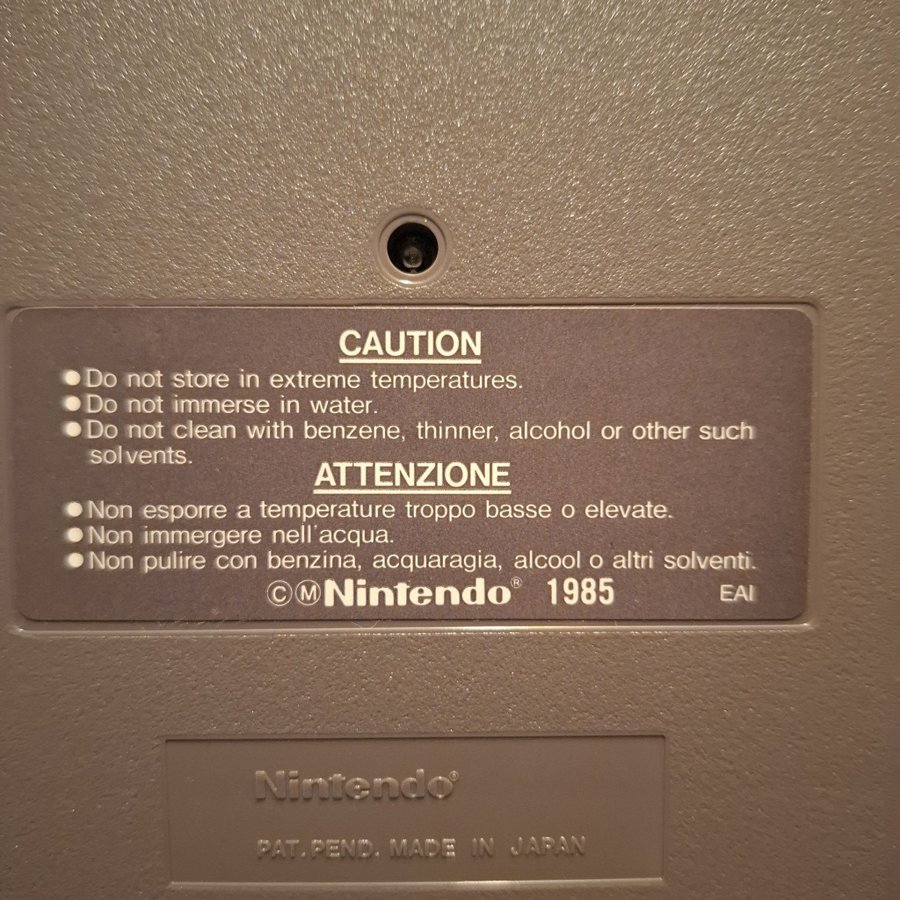 CAUTION
●Do not store in extreme temperatures.
●Do not immerse in water.
●Do not clean with benzene, thinner, alcohol or other such
solvents.
ATTENZIONE
●Non esporre a temperature troppo basse o elevate.
●Non immergere nell'acqua.
●Non pulire con benzina, acquaragia, alcool o altri solventi.
ⒸⓂNintendo® 1985 EAI
Nintendo®
PAT. PEND. MADE IN JAPAN